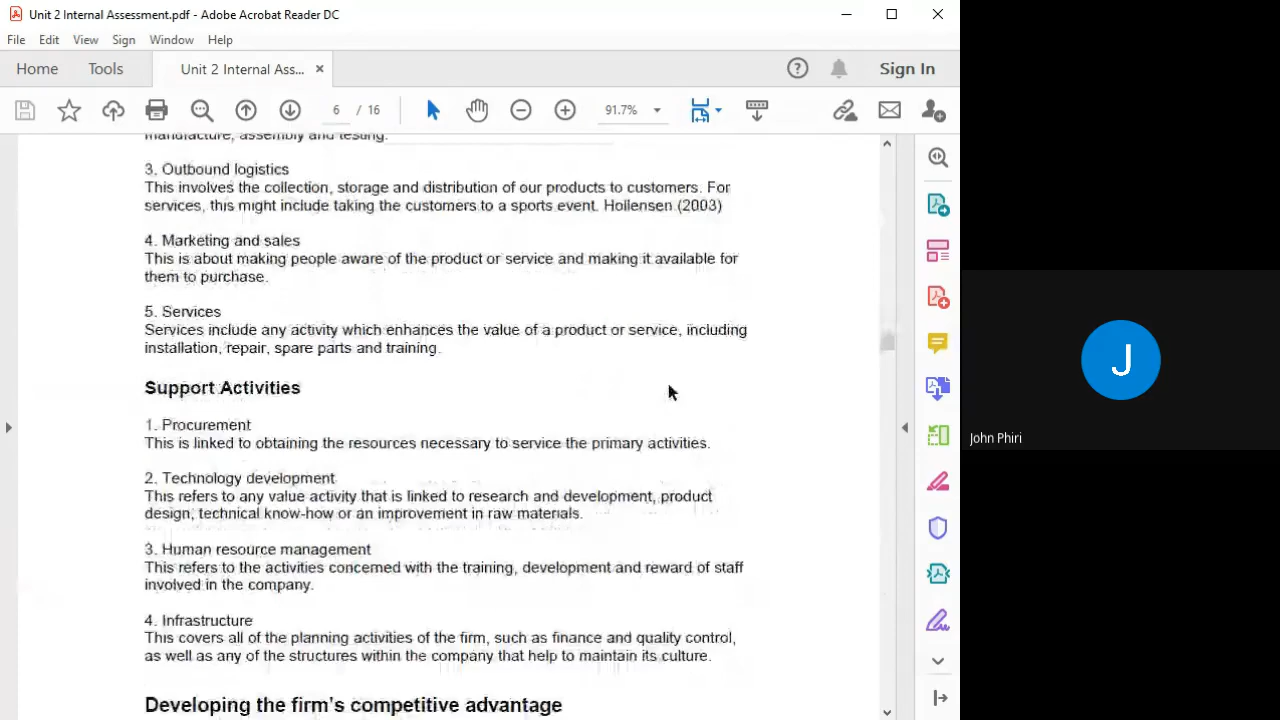 Unit 2 Internal Assessment.pdf - Adobe Acrobat Reader DC
File Edit View Sign Window Help
Home Tools Unit 2 Internal Ass... × Sign In
6 / 16 91.7%
manufacture, assembly and testing.
3. Outbound logistics
This involves the collection, storage and distribution of our products to customers. For
services, this might include taking the customers to a sports event. Hollensen (2003)
4. Marketing and sales
This is about making people aware of the product or service and making it available for
them to purchase.
5. Services
Services include any activity which enhances the value of a product or service, including
installation, repair, spare parts and training.
Support Activities
1. Procurement
This is linked to obtaining the resources necessary to service the primary activities.
2. Technology development
This refers to any value activity that is linked to research and development, product
design, technical know-how or an improvement in raw materials.
3. Human resource management
This refers to the activities concerned with the training, development and reward of staff
involved in the company.
4. Infrastructure
This covers all of the planning activities of the firm, such as finance and quality control,
as well as any of the structures within the company that help to maintain its culture.
Developing the firm's competitive advantage
J
John Phiri